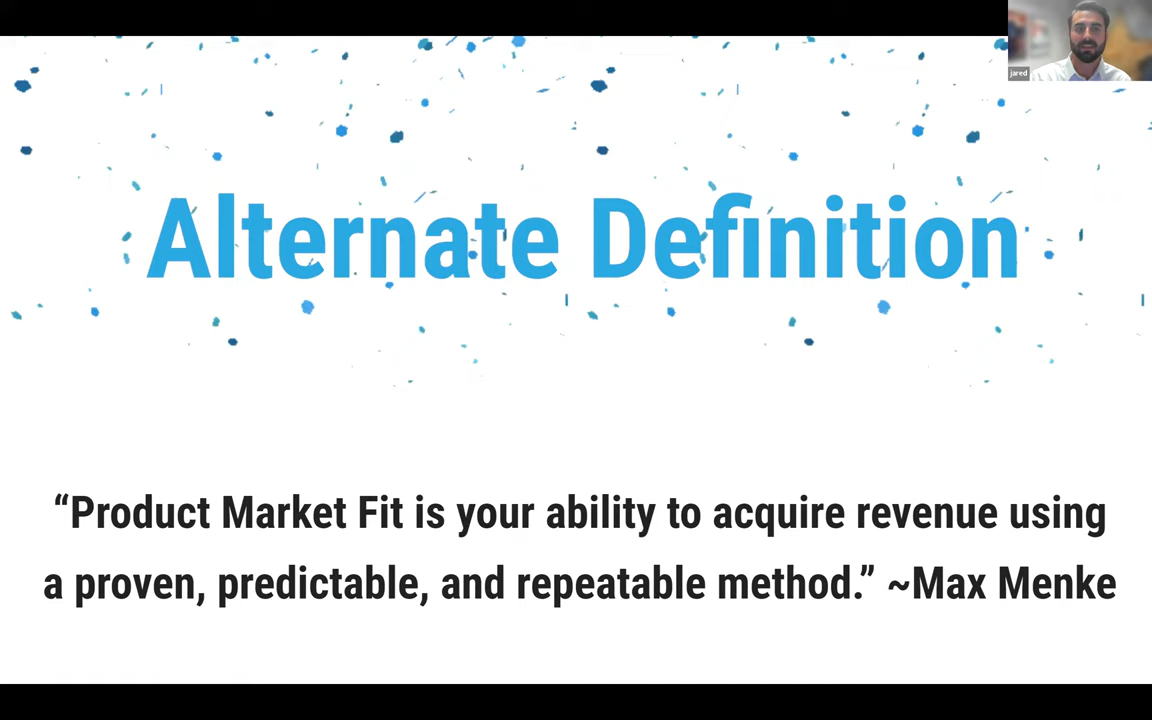 jared
Alternate Definition
“Product Market Fit is your ability to acquire revenue using
a proven, predictable, and repeatable method.” ~Max Menke